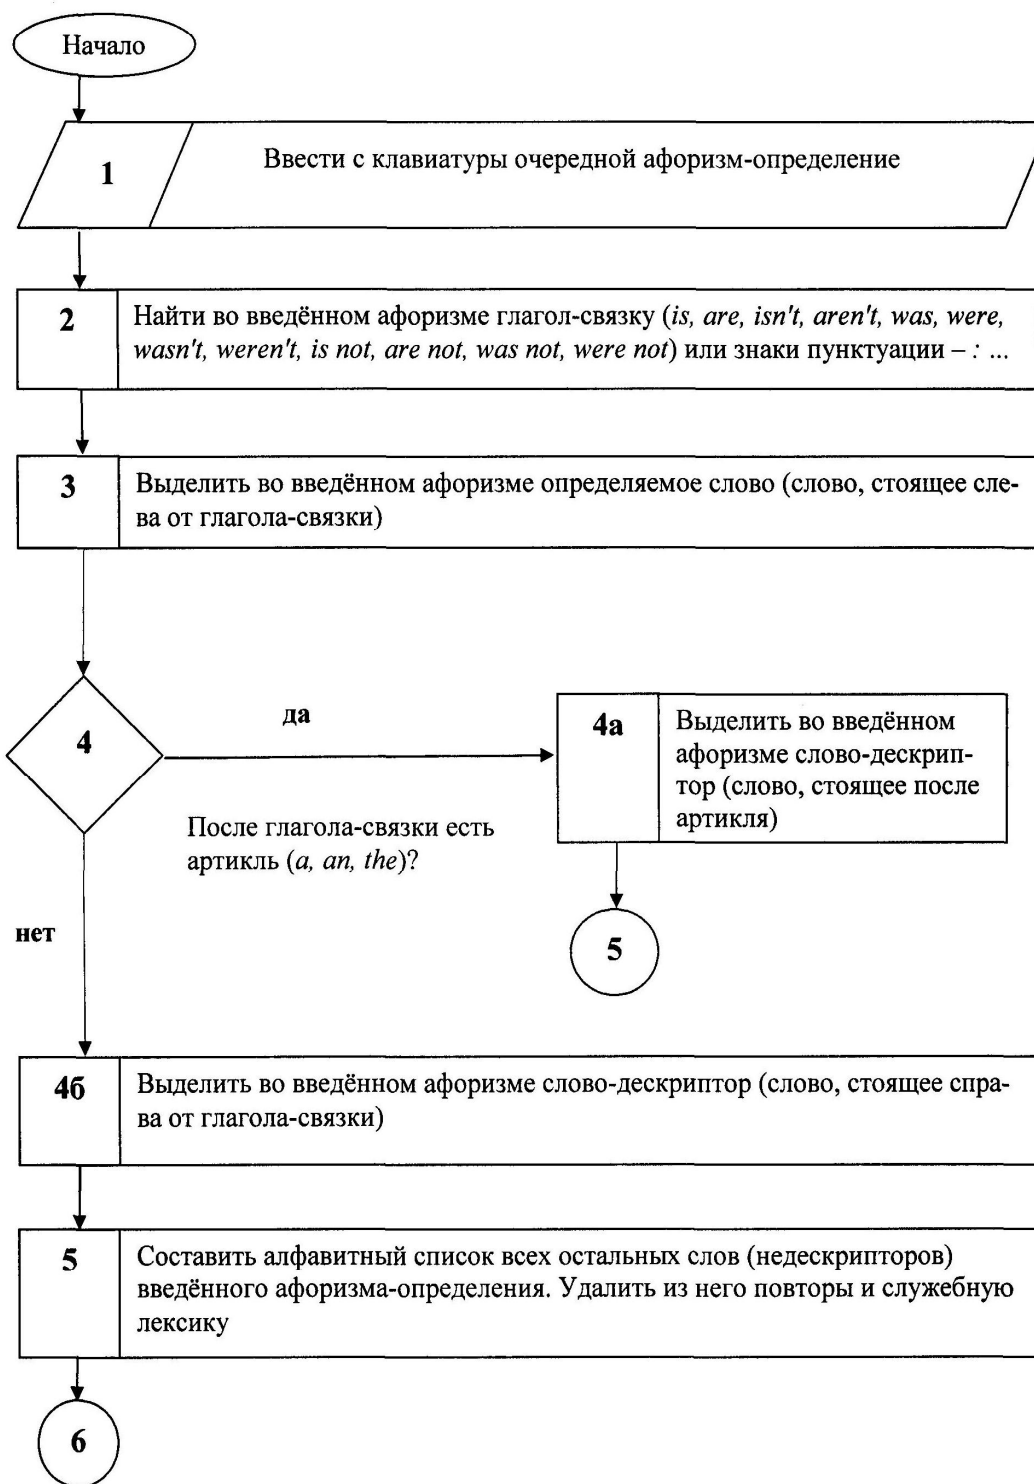 Начало
1
Ввести с клавиатуры очередной афоризм-определение
2
Найти во введённом афоризме глагол-связку (is, are, isn't, aren't, was, were,
wasn't, weren't, is not, are not, was not, were not) или знаки пунктуации – : ...
3
Выделить во введённом афоризме определяемое слово (слово, стоящее сле-
ва от глагола-связки)
4
да
4а
Выделить во введённом
афоризме слово-дескрип-
тор (слово, стоящее после
артикля)
После глагола-связки есть
артикль (a, an, the)?
нет
5
4б
Выделить во введённом афоризме слово-дескриптор (слово, стоящее спра-
ва от глагола-связки)
5
Составить алфавитный список всех остальных слов (недескрипторов)
введённого афоризма-определения. Удалить из него повторы и служебную
лексику
6